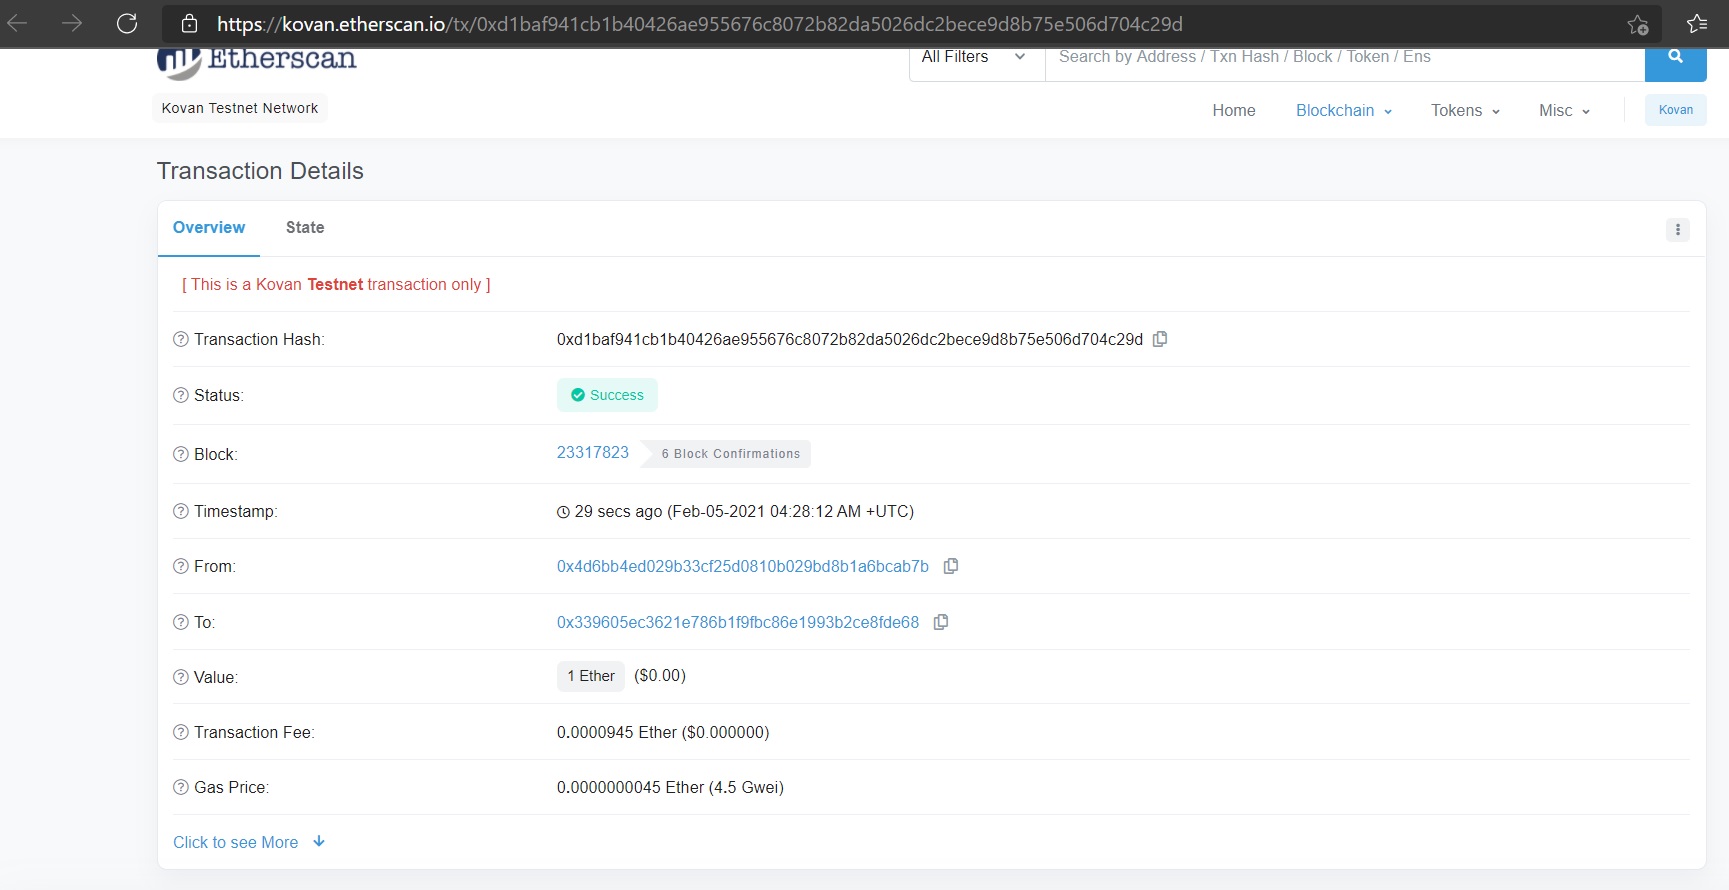 https://kovan.etherscan.io/tx/0xd1baf941cb1b40426ae955676c8072b82da5026dc2bece9d8b75e506d704c29d
Etherscan
All Filters Search by Address / Txn Hash / Block / Token / Ens
Kovan Testnet Network
Home Blockchain Tokens Misc Kovan
Transaction Details
Overview State
[ This is a Kovan Testnet transaction only ]
Transaction Hash: 0xd1baf941cb1b40426ae955676c8072b82da5026dc2bece9d8b75e506d704c29d
Status: Success
Block: 23317823 6 Block Confirmations
Timestamp: 29 secs ago (Feb-05-2021 04:28:12 AM +UTC)
From: 0x4d6bb4ed029b33cf25d0810b029bd8b1a6bcab7b
To: 0x339605ec3621e786b1f9fbc86e1993b2ce8fde68
Value: 1 Ether ($0.00)
Transaction Fee: 0.0000945 Ether ($0.000000)
Gas Price: 0.0000000045 Ether (4.5 Gwei)
Click to see More